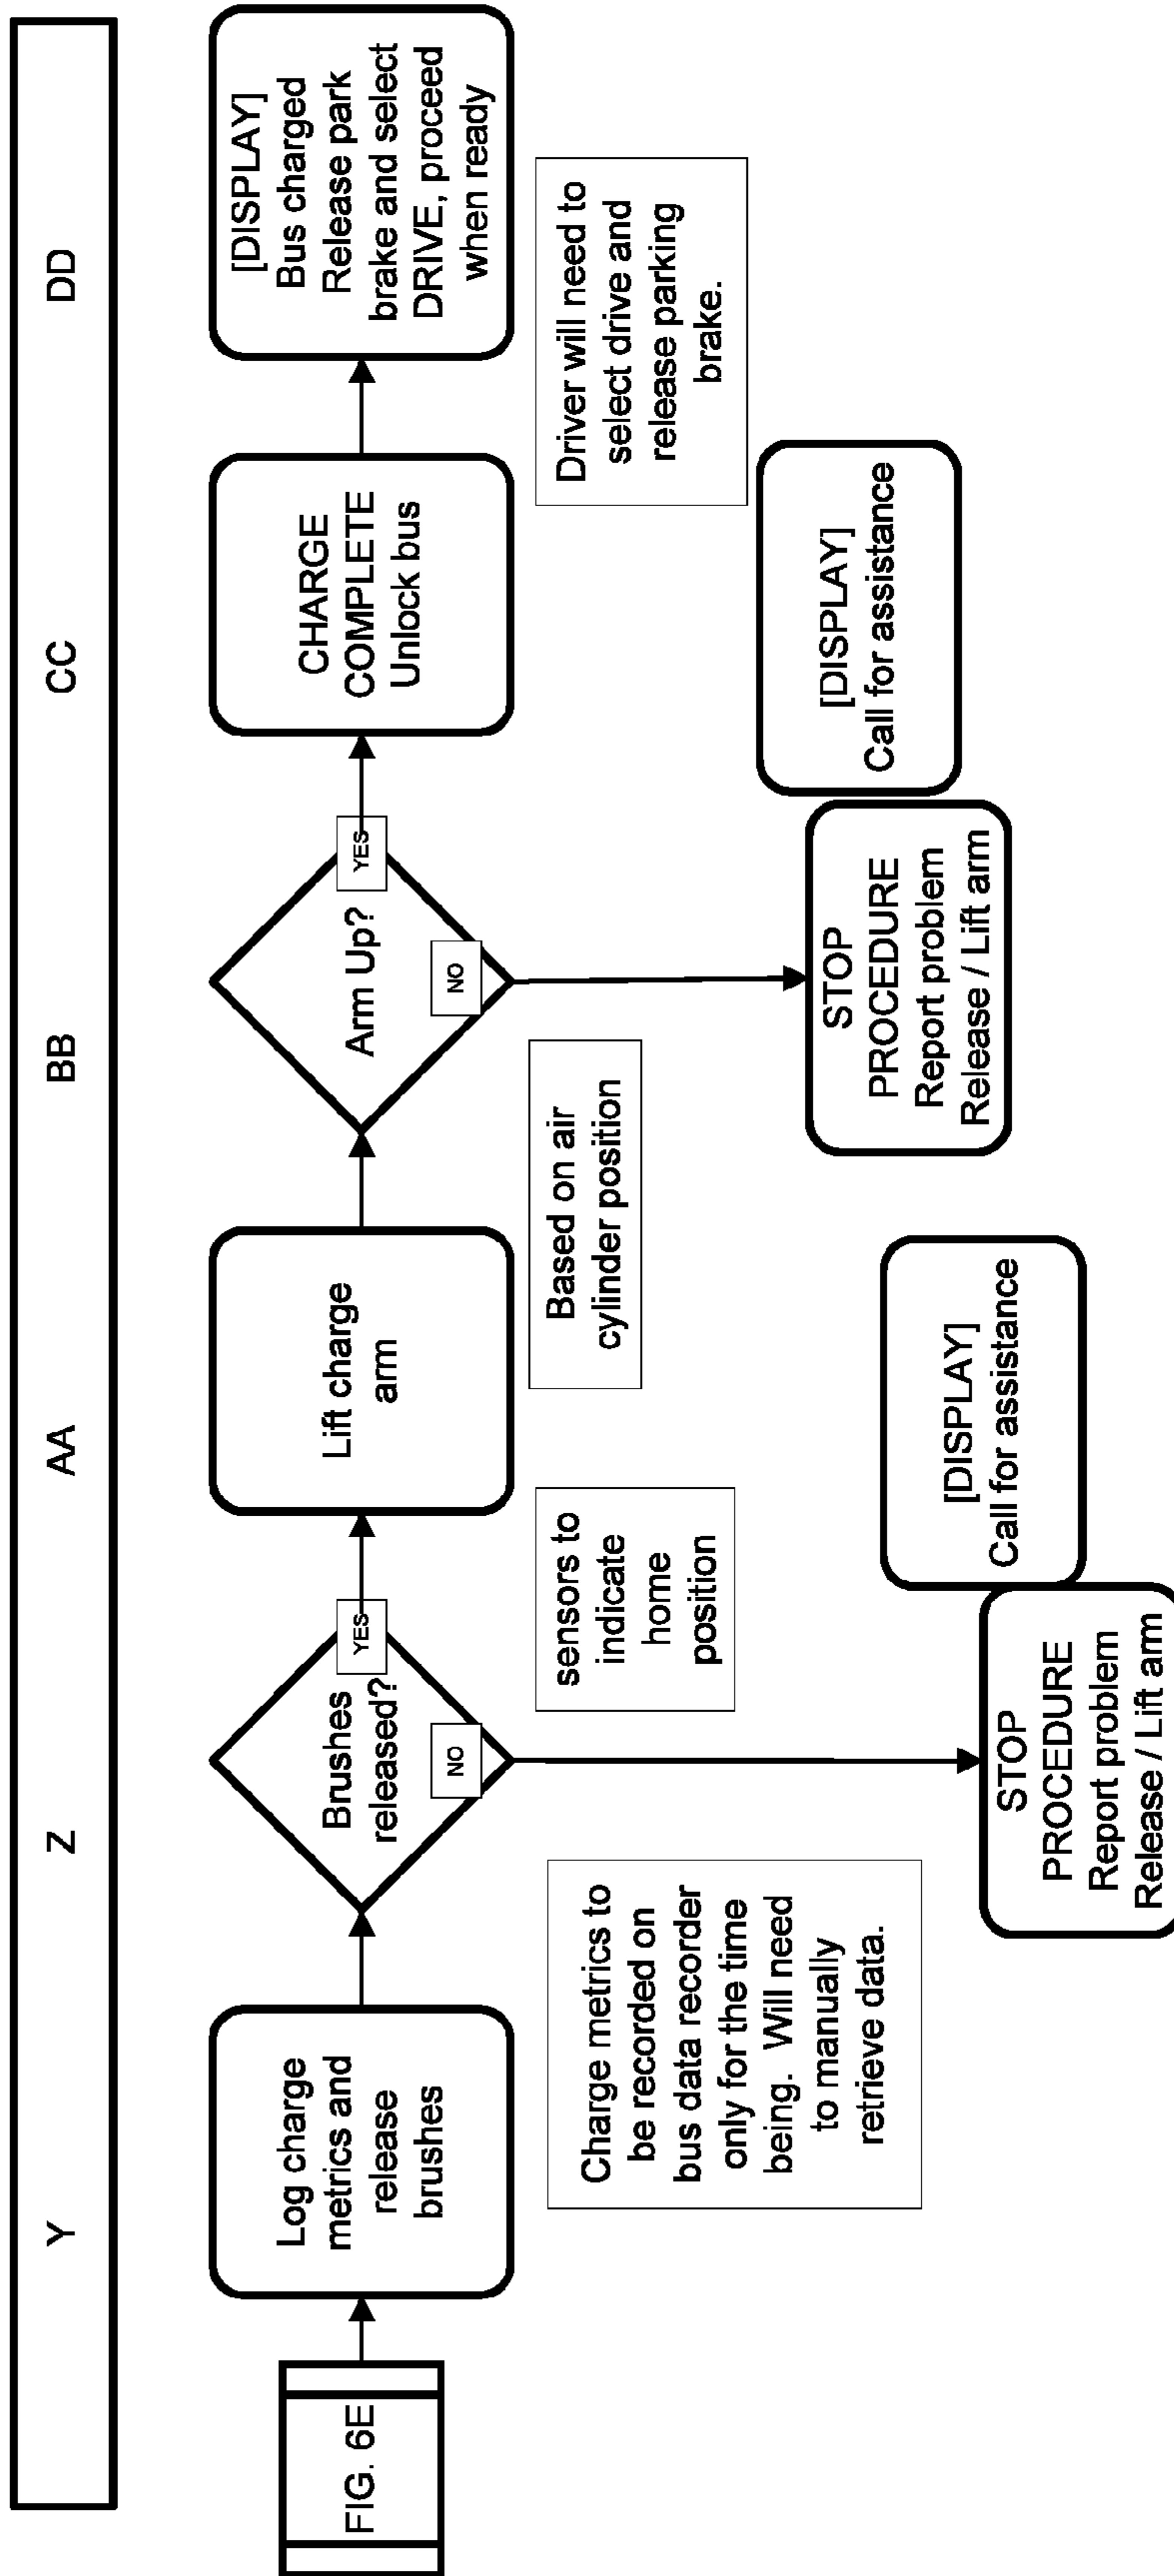 Y
Z
AA
BB
CC
DD
FIG. 6E
Log charge
metrics and
release
brushes
Brushes
released?
YES
NO
Lift charge
arm
Arm Up?
YES
NO
CHARGE
COMPLETE
Unlock bus
[DISPLAY]
Bus charged
Release park
brake and select
DRIVE, proceed
when ready
Charge metrics to
be recorded on
bus data recorder
only for the time
being. Will need
to manually
retrieve data.
sensors to
indicate
home
position
Based on air
cylinder position
Driver will need to
select drive and
release parking
brake.
STOP
PROCEDURE
Report problem
Release / Lift arm
[DISPLAY]
Call for assistance
STOP
PROCEDURE
Report problem
Release / Lift arm
[DISPLAY]
Call for assistance